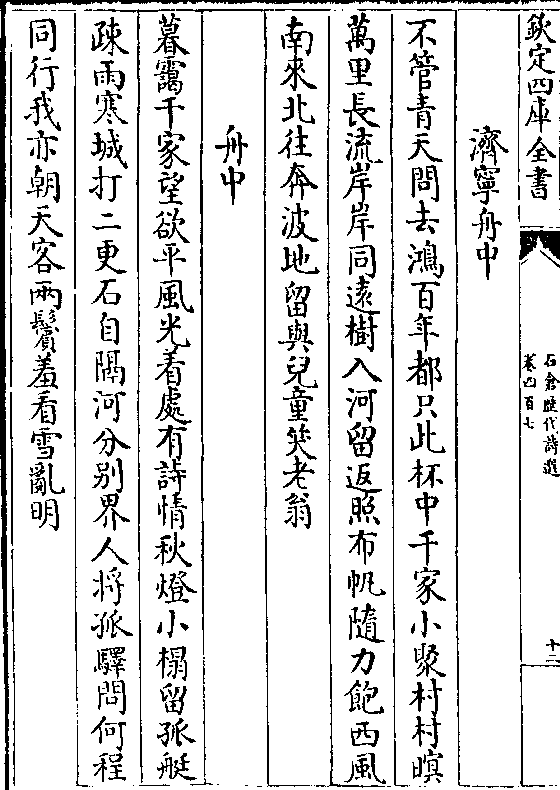 欽定四庫全書
石倉歴代詩選
卷四百七
十二
濟寧舟中
不管青天問去鴻百年都只此杯中千家小聚村村暝
萬里長流岸岸同遠樹入河留返照布帆隨力飽西風
南來北往奔波地留與兒童笑老翁
舟中
暮靄千家望欲平風光着處有詩情秋燈小榻留孤艇
疎雨寒城打二更石自隔河分别界人將孤驛問何程
同行我亦朝天客兩鬢羞看雪亂明